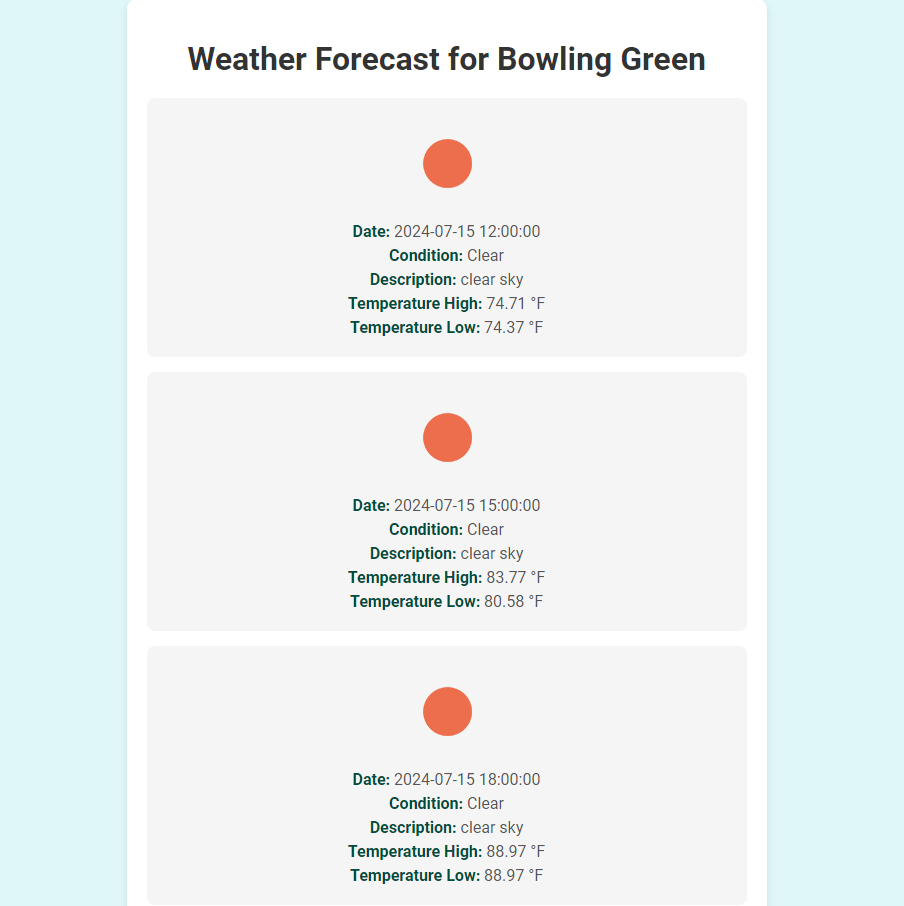 Weather Forecast for Bowling Green
Date: 2024-07-15 12:00:00
Condition: Clear
Description: clear sky
Temperature High: 74.71 °F
Temperature Low: 74.37 °F
Date: 2024-07-15 15:00:00
Condition: Clear
Description: clear sky
Temperature High: 83.77 °F
Temperature Low: 80.58 °F
Date: 2024-07-15 18:00:00
Condition: Clear
Description: clear sky
Temperature High: 88.97 °F
Temperature Low: 88.97 °F